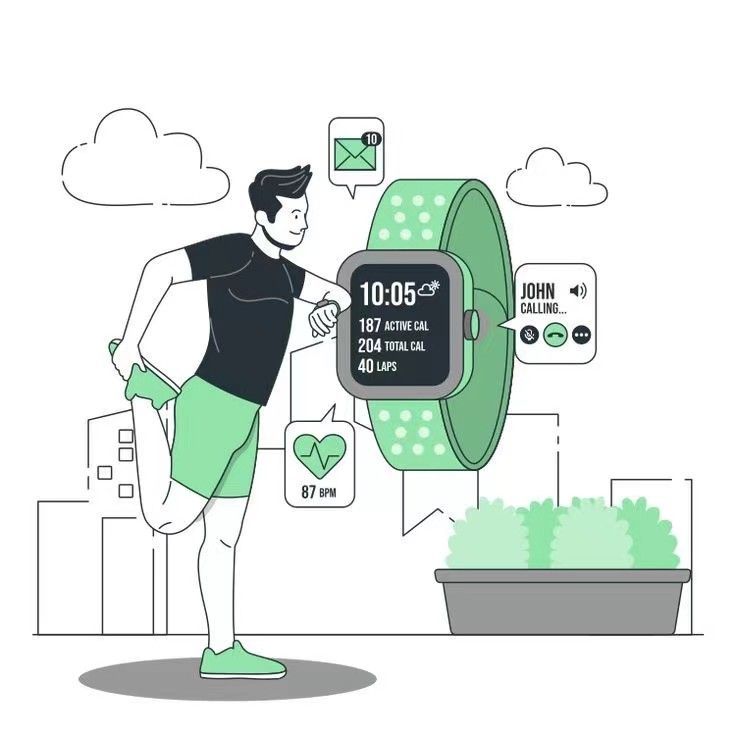 10
10:05
187 ACTIVE CAL
204 TOTAL CAL
40 LAPS
JOHN
CALLING...
87 BPM